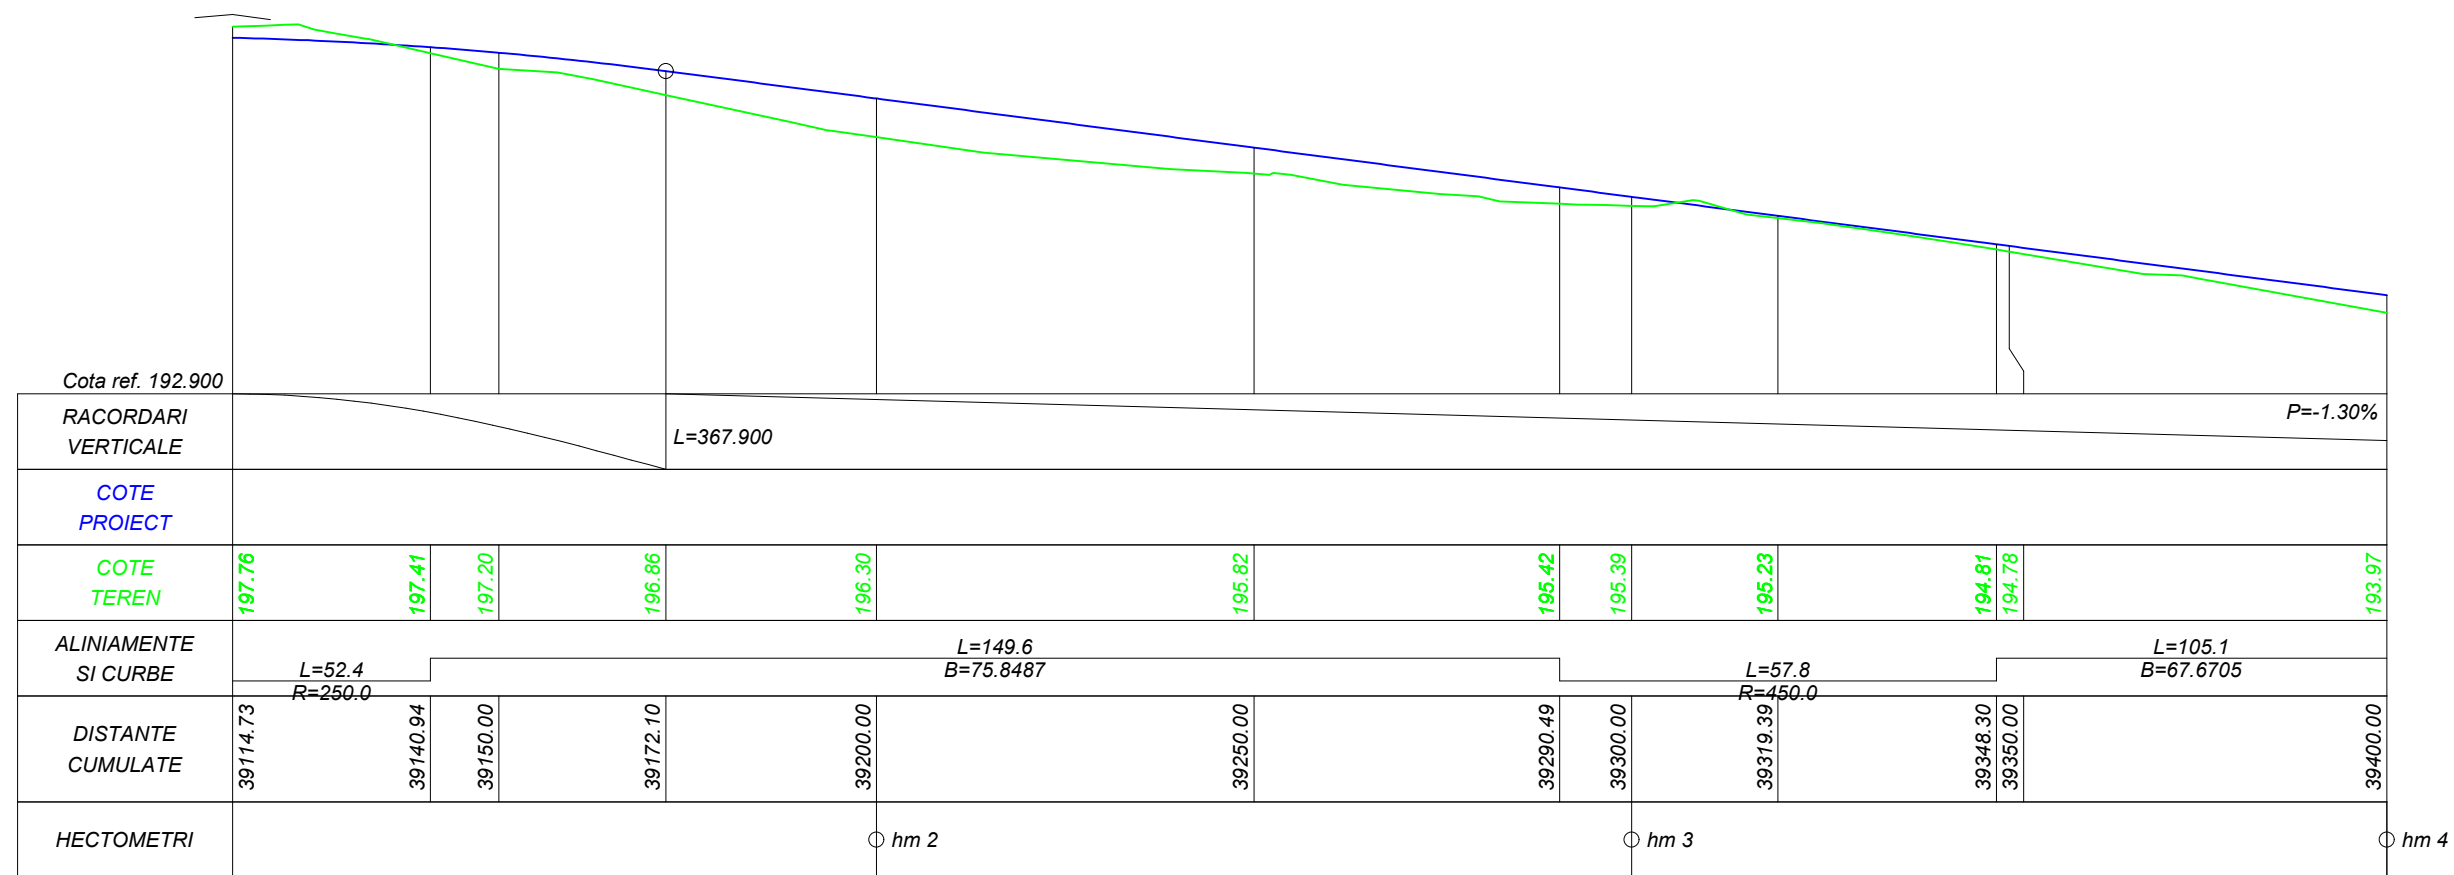 Cota ref. 192.900
RACORDARI
VERTICALE
L=367.900
P=-1.30%
COTE
PROIECT
COTE
TEREN
197.76
197.41
197.20
196.86
196.30
195.82
195.42
195.39
195.23
194.81
194.78
193.97
ALINIAMENTE
SI CURBE
L=52.4
R=250.0
L=149.6
B=75.8487
L=57.8
R=450.0
L=105.1
B=67.6705
DISTANTE
CUMULATE
39114.73
39140.94
39150.00
39172.10
39200.00
39250.00
39290.49
39300.00
39319.39
39348.30
39350.00
39400.00
HECTOMETRI
hm 2
hm 3
hm 4